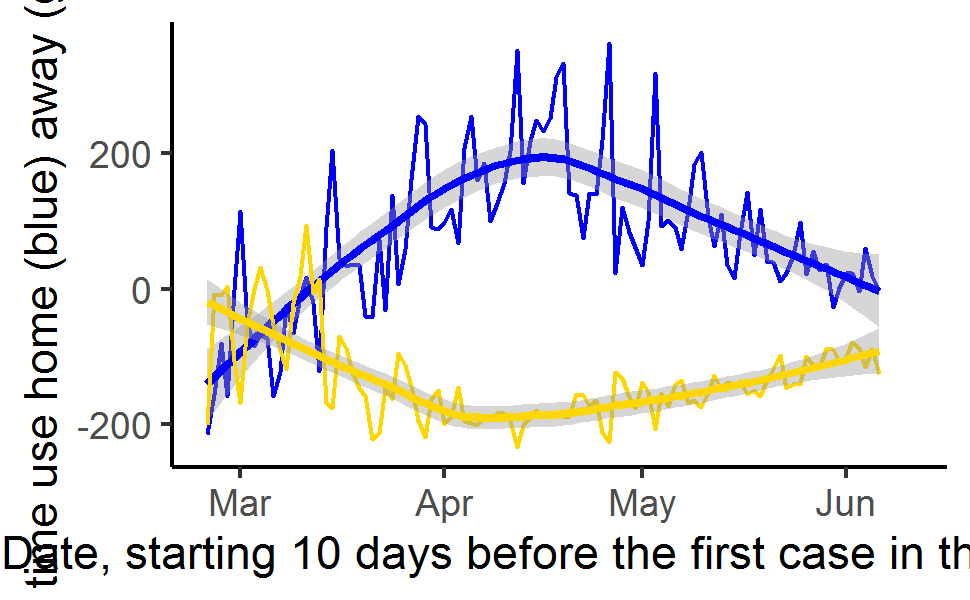 time use home (blue) away (
200
0
-200
Mar Apr May Jun
Date, starting 10 days before the first case in th